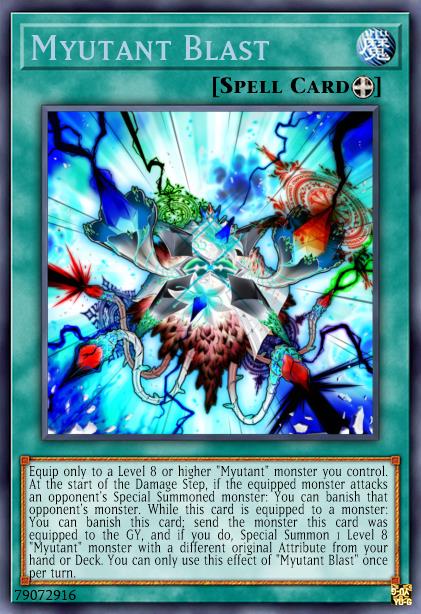 Myutant Blast
魔
[Spell Card]
Equip only to a Level 8 or higher "Myutant" monster you control.
At the start of the Damage Step, if the equipped monster attacks
an opponent's Special Summoned monster: You can banish that
opponent's monster. While this card is equipped to a monster:
You can banish this card; send the monster this card was
equipped to the GY, and if you do, Special Summon 1 Level 8
"Myutant" monster with a different original Attribute from your
hand or Deck. You can only use this effect of "Myutant Blast" once
per turn.
79072916